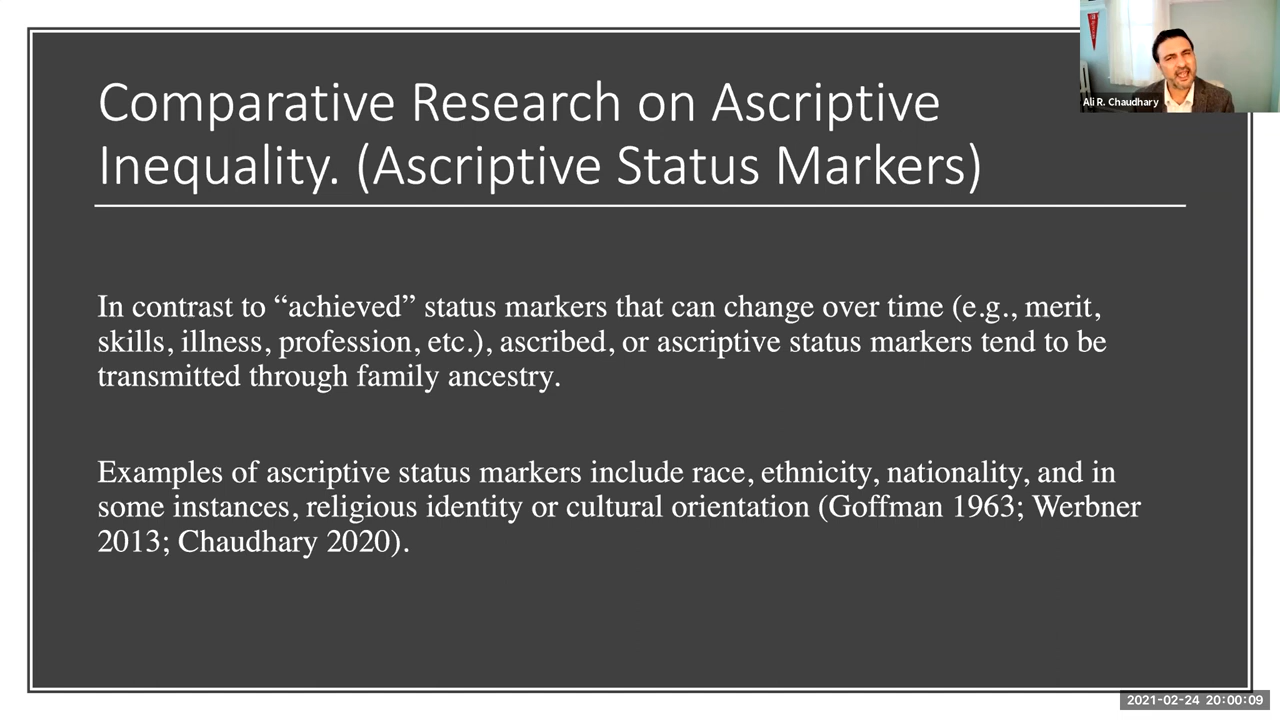 Comparative Research on Ascriptive
Inequality. (Ascriptive Status Markers)
Ali R. Chaudhary
In contrast to “achieved” status markers that can change over time (e.g., merit,
skills, illness, profession, etc.), ascribed, or ascriptive status markers tend to be
transmitted through family ancestry.
Examples of ascriptive status markers include race, ethnicity, nationality, and in
some instances, religious identity or cultural orientation (Goffman 1963; Werbner
2013; Chaudhary 2020).
2021-02-24 20:00:09